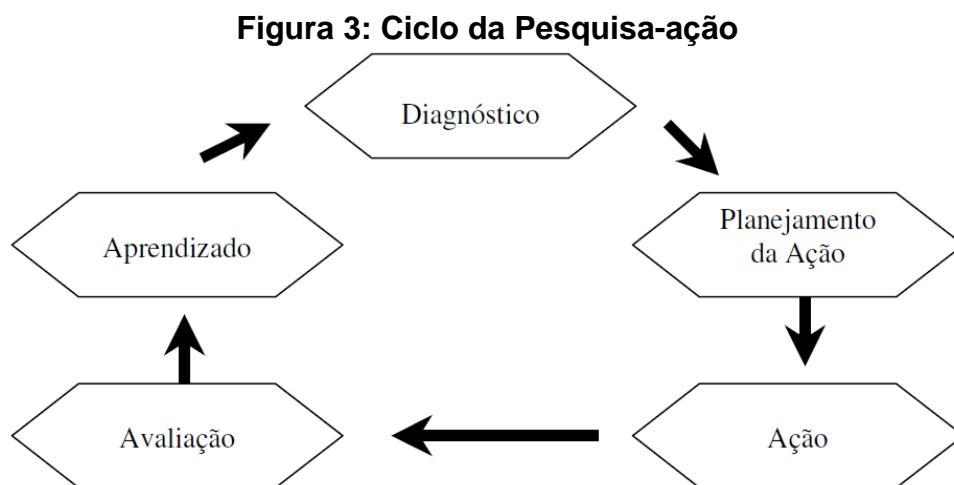 Figura 3: Ciclo da Pesquisa-ação
Diagnóstico
Planejamento
da Ação
Ação
Avaliação
Aprendizado